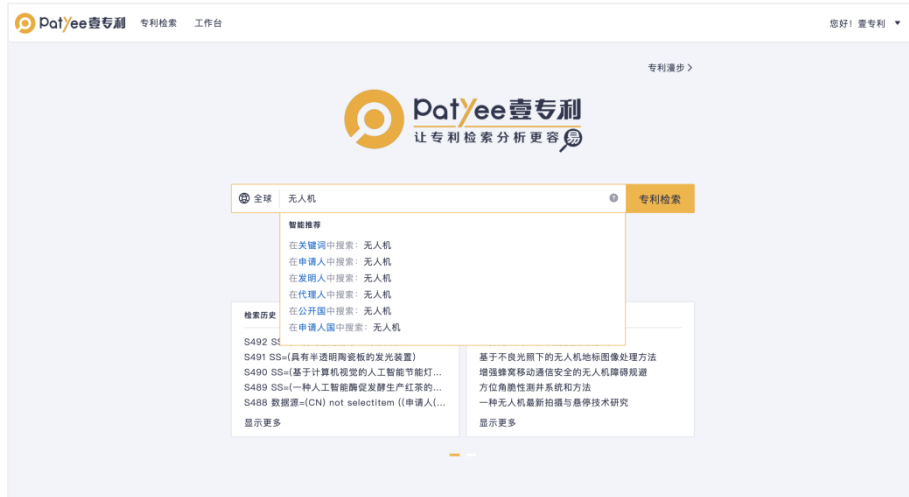 Patyee壹专利 专利检索 工作台 您好！壹专利
专利漫步
Patyee壹专利
让专利检索分析更容易
全球 无人机 专利检索
智能推荐
在关键词中搜索：无人机
在申请人中搜索：无人机
在发明人中搜索：无人机
在代理人中搜索：无人机
在公开国中搜索：无人机
在申请人国中搜索：无人机
检索历史
S492 SS
S491 SS=(具有半透明陶瓷板的发光装置)
S490 SS=(基于计算机视觉的人工智能节能灯...
S489 SS=(一种人工智能酶促发酵生产红茶的...
S488 数据源=(CN) not selectitem ((申请人(...
显示更多
基于不良光照下的无人机地标图像处理方法
增强蜂窝移动通信安全的无人机障碍规避
方位角脆性测井系统和方法
一种无人机最新拍摄与悬停技术研究
显示更多